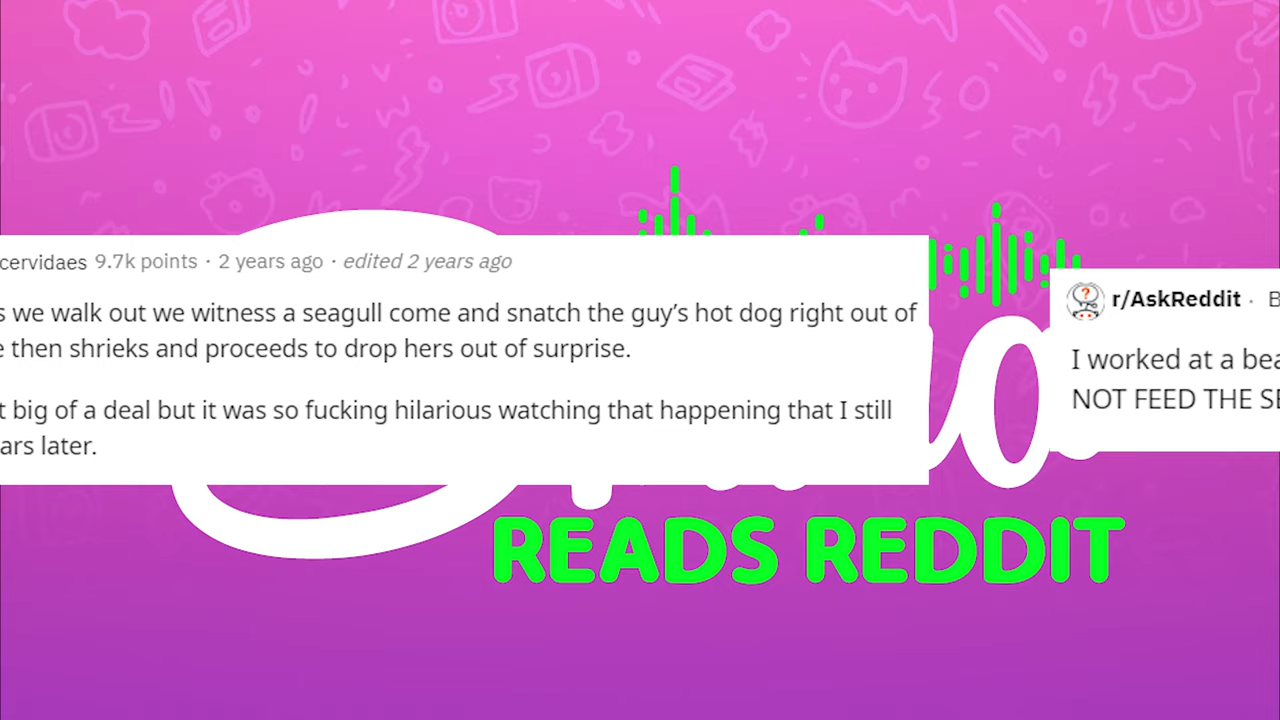 cervidaes 9.7k points · 2 years ago · edited 2 years ago
s we walk out we witness a seagull come and snatch the guy’s hot dog right out of
e then shrieks and proceeds to drop hers out of surprise.
t big of a deal but it was so fucking hilarious watching that happening that I still
ars later.
r/AskReddit · B
I worked at a bea
NOT FEED THE SE
READS REDDIT